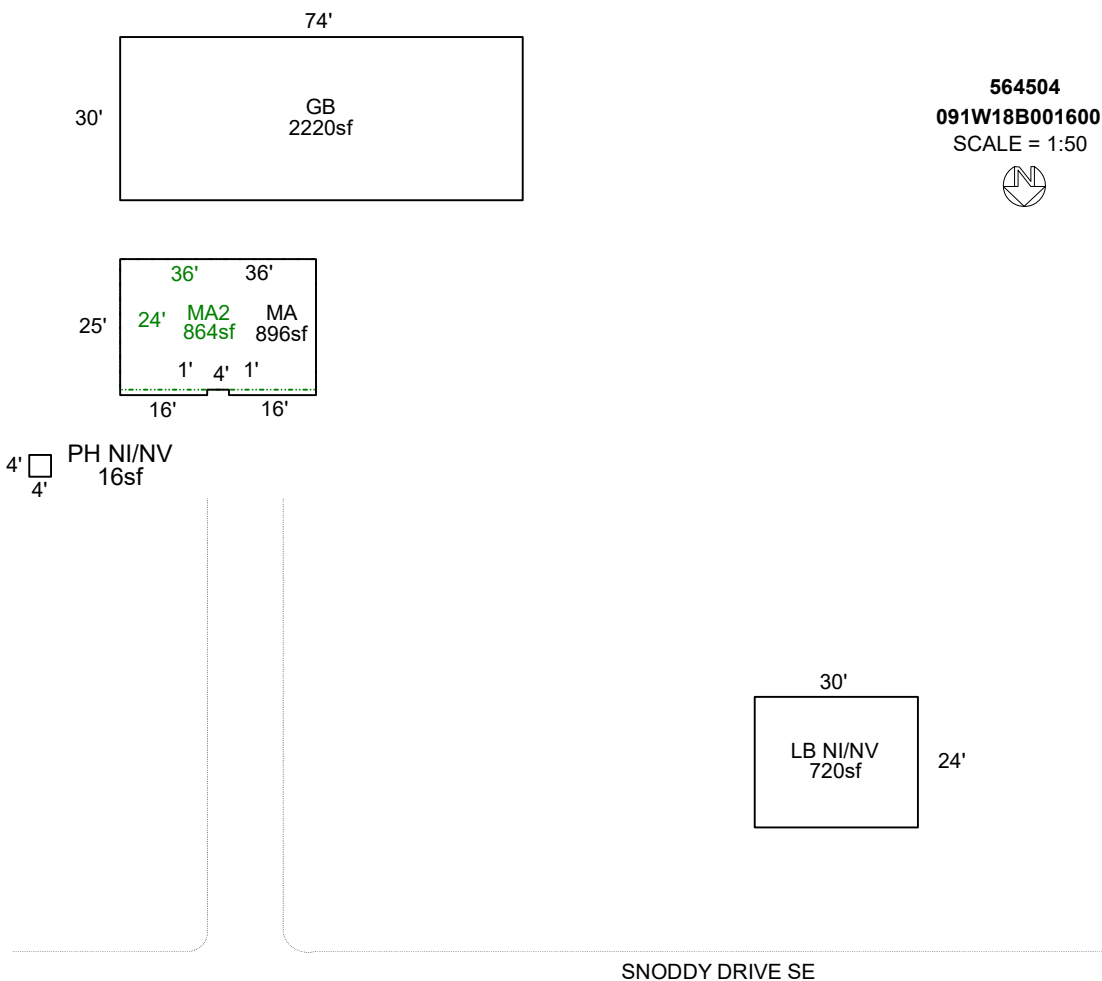 74'
564504
091W18B001600
SCALE = 1:50
N
30'
GB
2220sf
36'
36'
25'
24'
MA2
864sf
MA
896sf
1'
4'
1'
16'
16'
4'
PH NI/NV
16sf
4'
30'
LB NI/NV
720sf
24'
SNODDY DRIVE SE